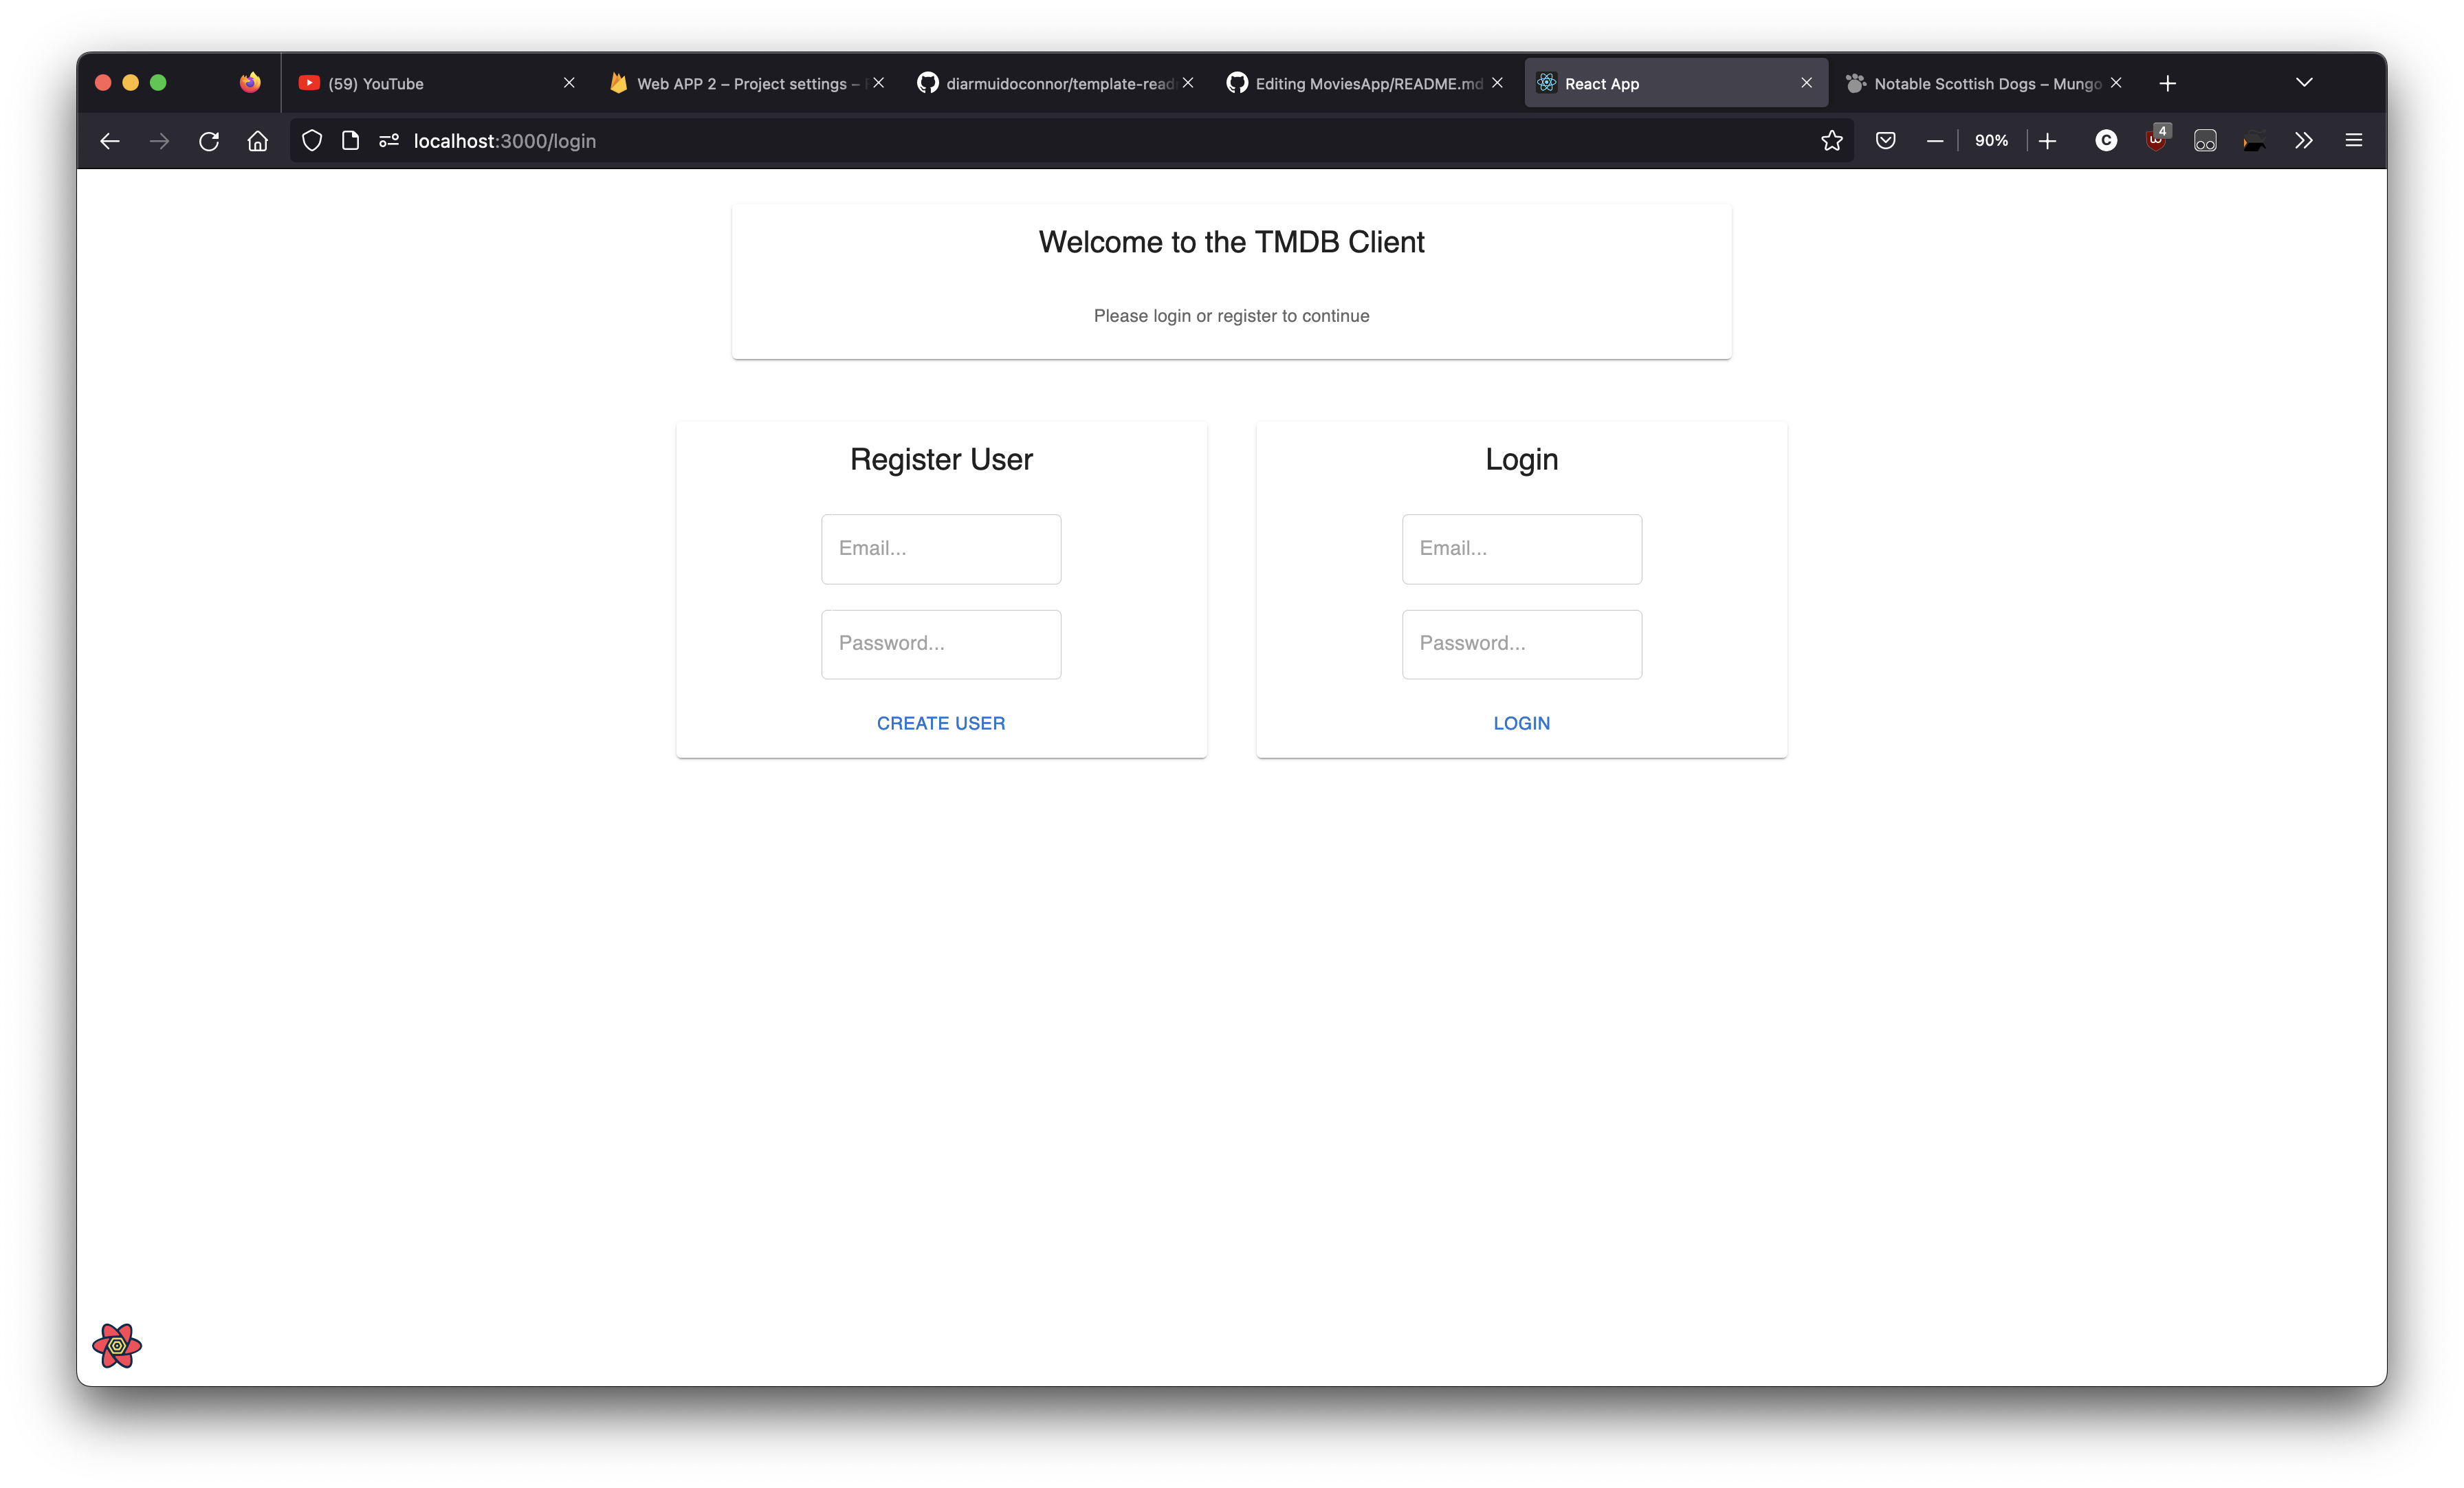 (59) YouTube
Web APP 2 – Project settings –
diarmuidoconnor/template-read
Editing MoviesApp/README.md
React App
Notable Scottish Dogs – Mungo
localhost:3000/login
90%
C
4
Welcome to the TMDB Client
Please login or register to continue
Register User
Email...
Password...
CREATE USER
Login
Email...
Password...
LOGIN